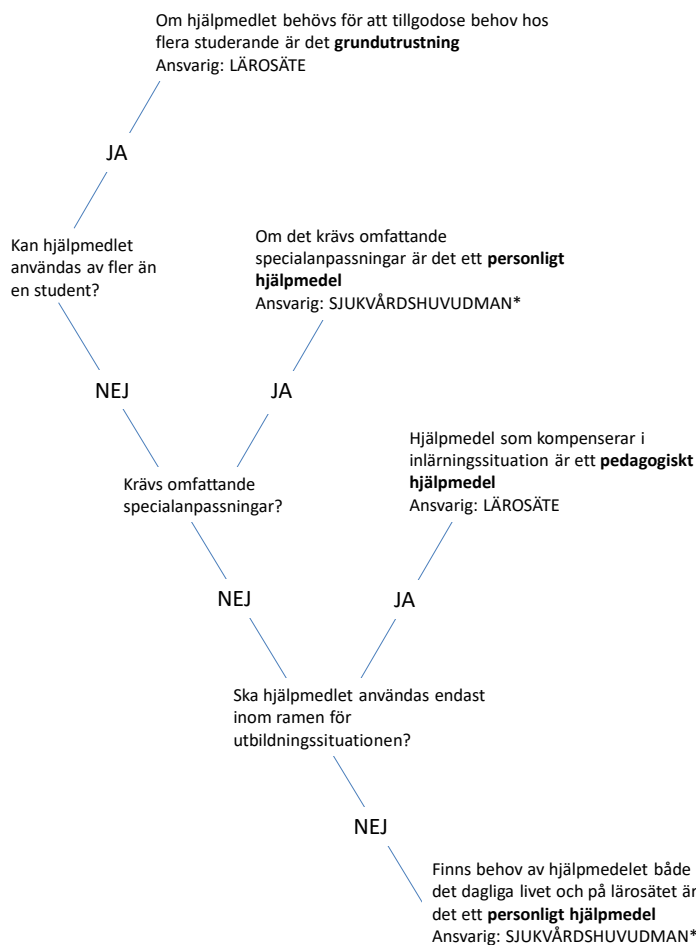 Om hjälpmedlet behövs för att tillgodose behov hos
flera studerande är det grundutrustning
Ansvarig: LÄROSÄTE
JA
Kan hjälpmedlet
användas av fler än
en student?
Om det krävs omfattande
specialanpassningar är det ett personligt
hjälpmedel
Ansvarig: SJUKVÅRDSHUVUDMAN*
NEJ
JA
Krävs omfattande
specialanpassningar?
Hjälpmedel som kompenserar i
inlärningssituation är ett pedagogiskt
hjälpmedel
Ansvarig: LÄROSÄTE
NEJ
JA
Ska hjälpmedlet användas endast
inom ramen för
utbildningssituationen?
NEJ
Finns behov av hjälpmedelet både
det dagliga livet och på lärosätet är
det ett personligt hjälpmedel
Ansvarig: SJUKVÅRDSHUVUDMAN*